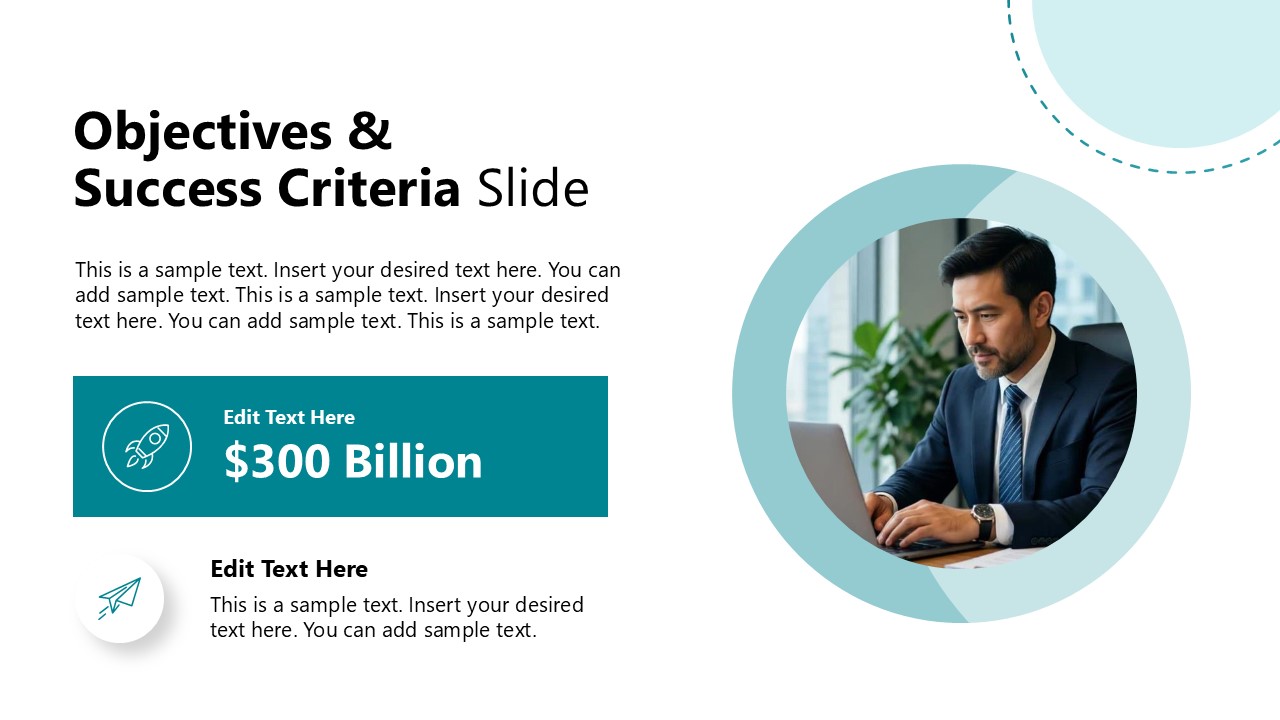 Objectives &
Success Criteria Slide
This is a sample text. Insert your desired text here. You can
add sample text. This is a sample text. Insert your desired
text here. You can add sample text. This is a sample text.
Edit Text Here
$300 Billion
Edit Text Here
This is a sample text. Insert your desired
text here. You can add sample text.